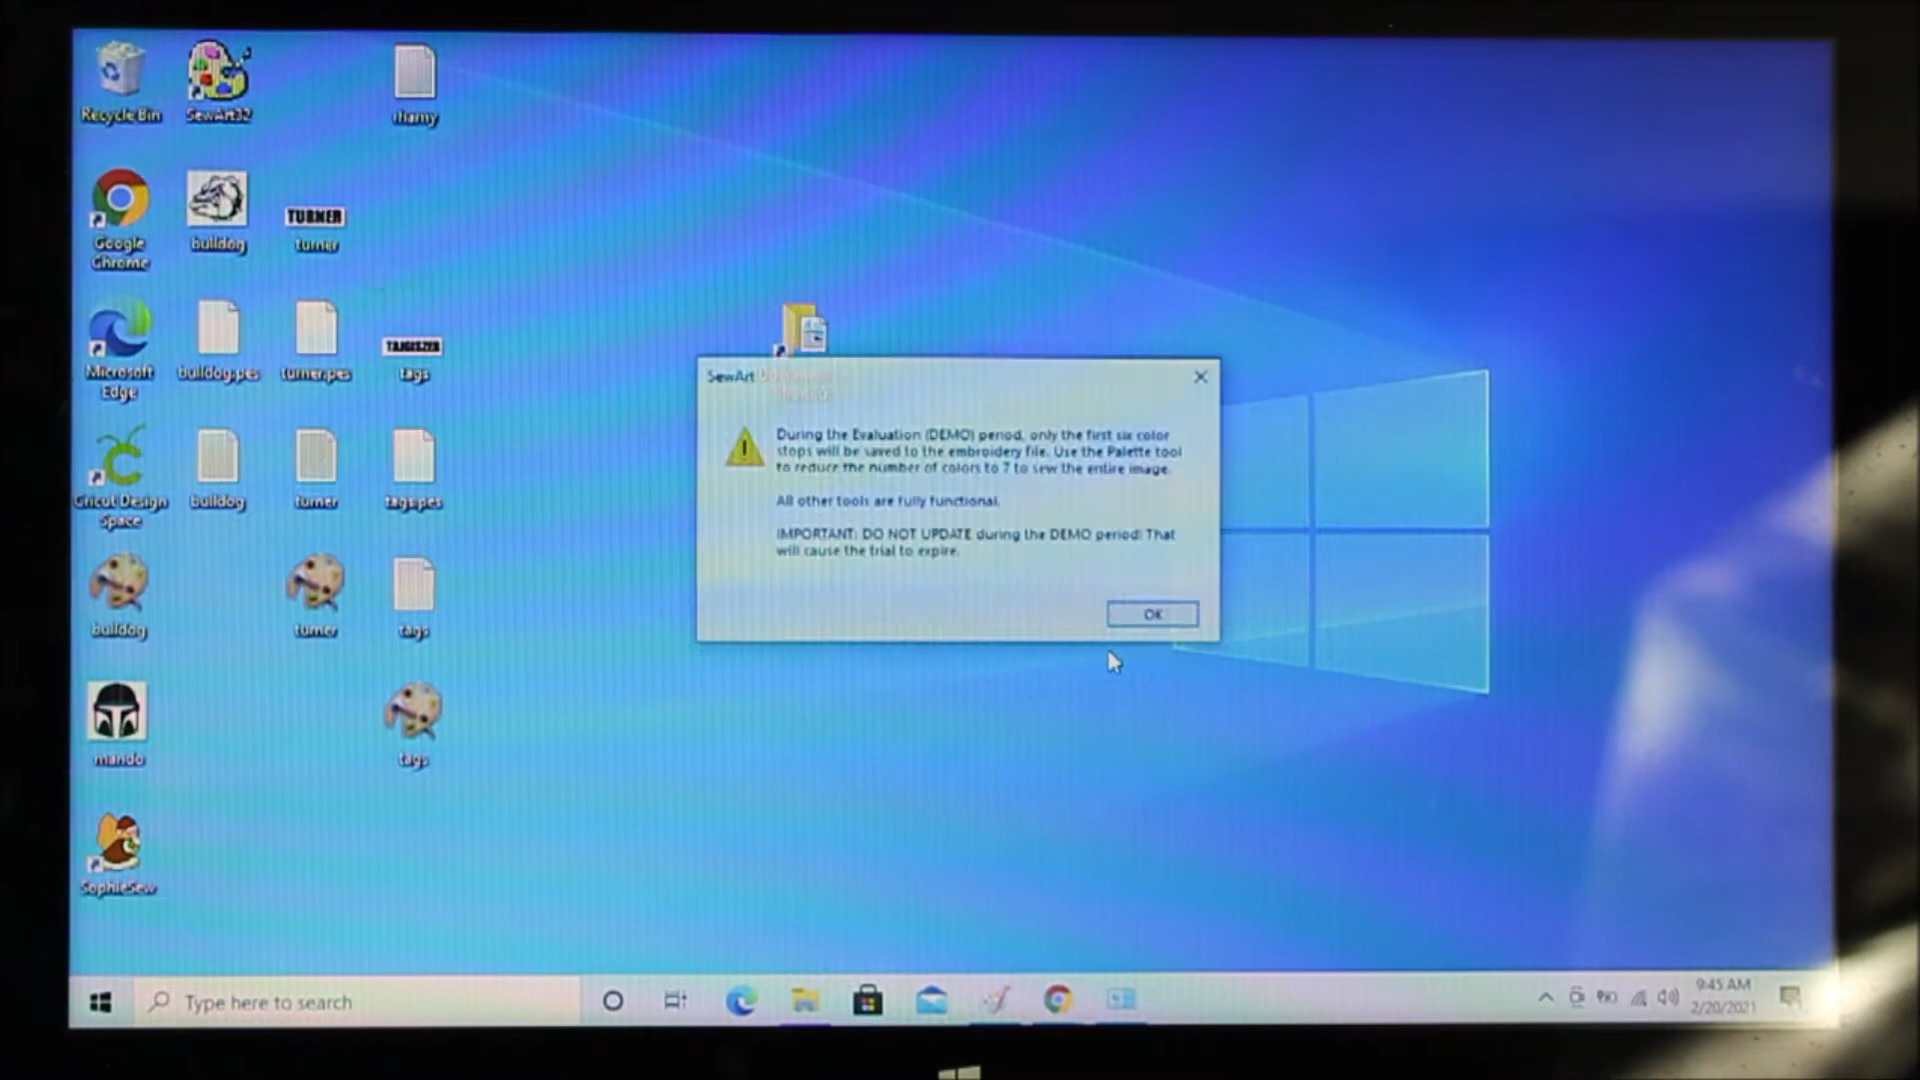 Recycle Bin
SewArt32
rhamy
Google
Chrome
bulldog
TURNER
turner
Microsoft
Edge
bulldog.pes
turner.pes
tags
Cricut Design
Space
bulldog
turner
tags.pes
bulldog
turner
tags
mando
tags
SophieSew
SewArt
During the Evaluation (DEMO) period, only the first six color
stops will be saved to the embroidery file. Use the Palette tool
to reduce the number of colors to 7 to sew the entire image.
All other tools are fully functional.
IMPORTANT: DO NOT UPDATE during the DEMO period! That
will cause the trial to expire.
OK
Type here to search
9:45 AM
2/20/2021